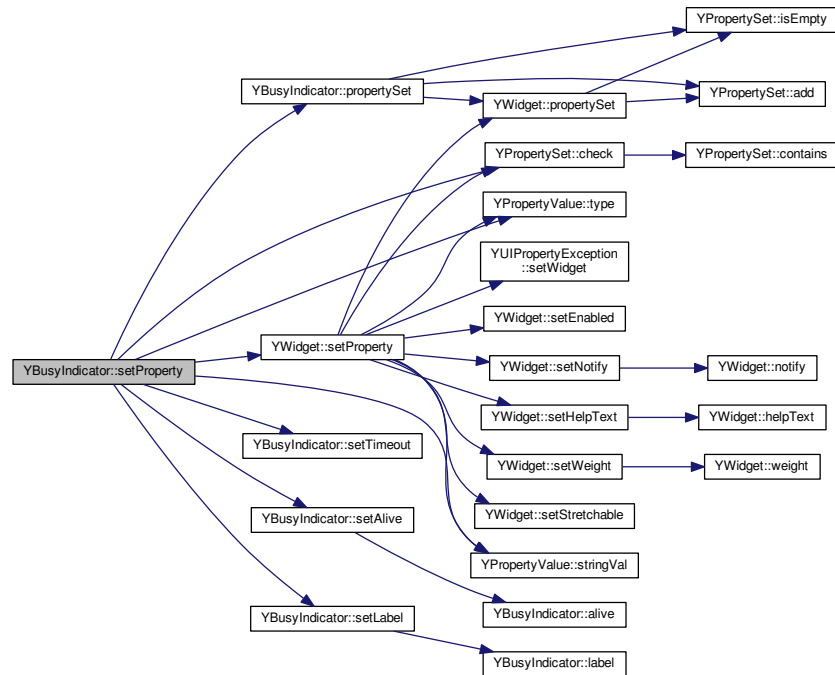 YPropertySet::isEmpty
YBusyIndicator::propertySet
YPropertySet::add
YWidget::propertySet
YPropertySet::check
YPropertySet::contains
YPropertyValue::type
YUIPropertyException
::setWidget
YWidget::setEnabled
YWidget::setProperty
YBusyIndicator::setProperty
YWidget::setNotify
YWidget::notify
YWidget::setHelpText
YWidget::helpText
YBusyIndicator::setTimeout
YWidget::setWeight
YWidget::weight
YBusyIndicator::setAlive
YWidget::setStretchable
YPropertyValue::stringVal
YBusyIndicator::setLabel
YBusyIndicator::alive
YBusyIndicator::label